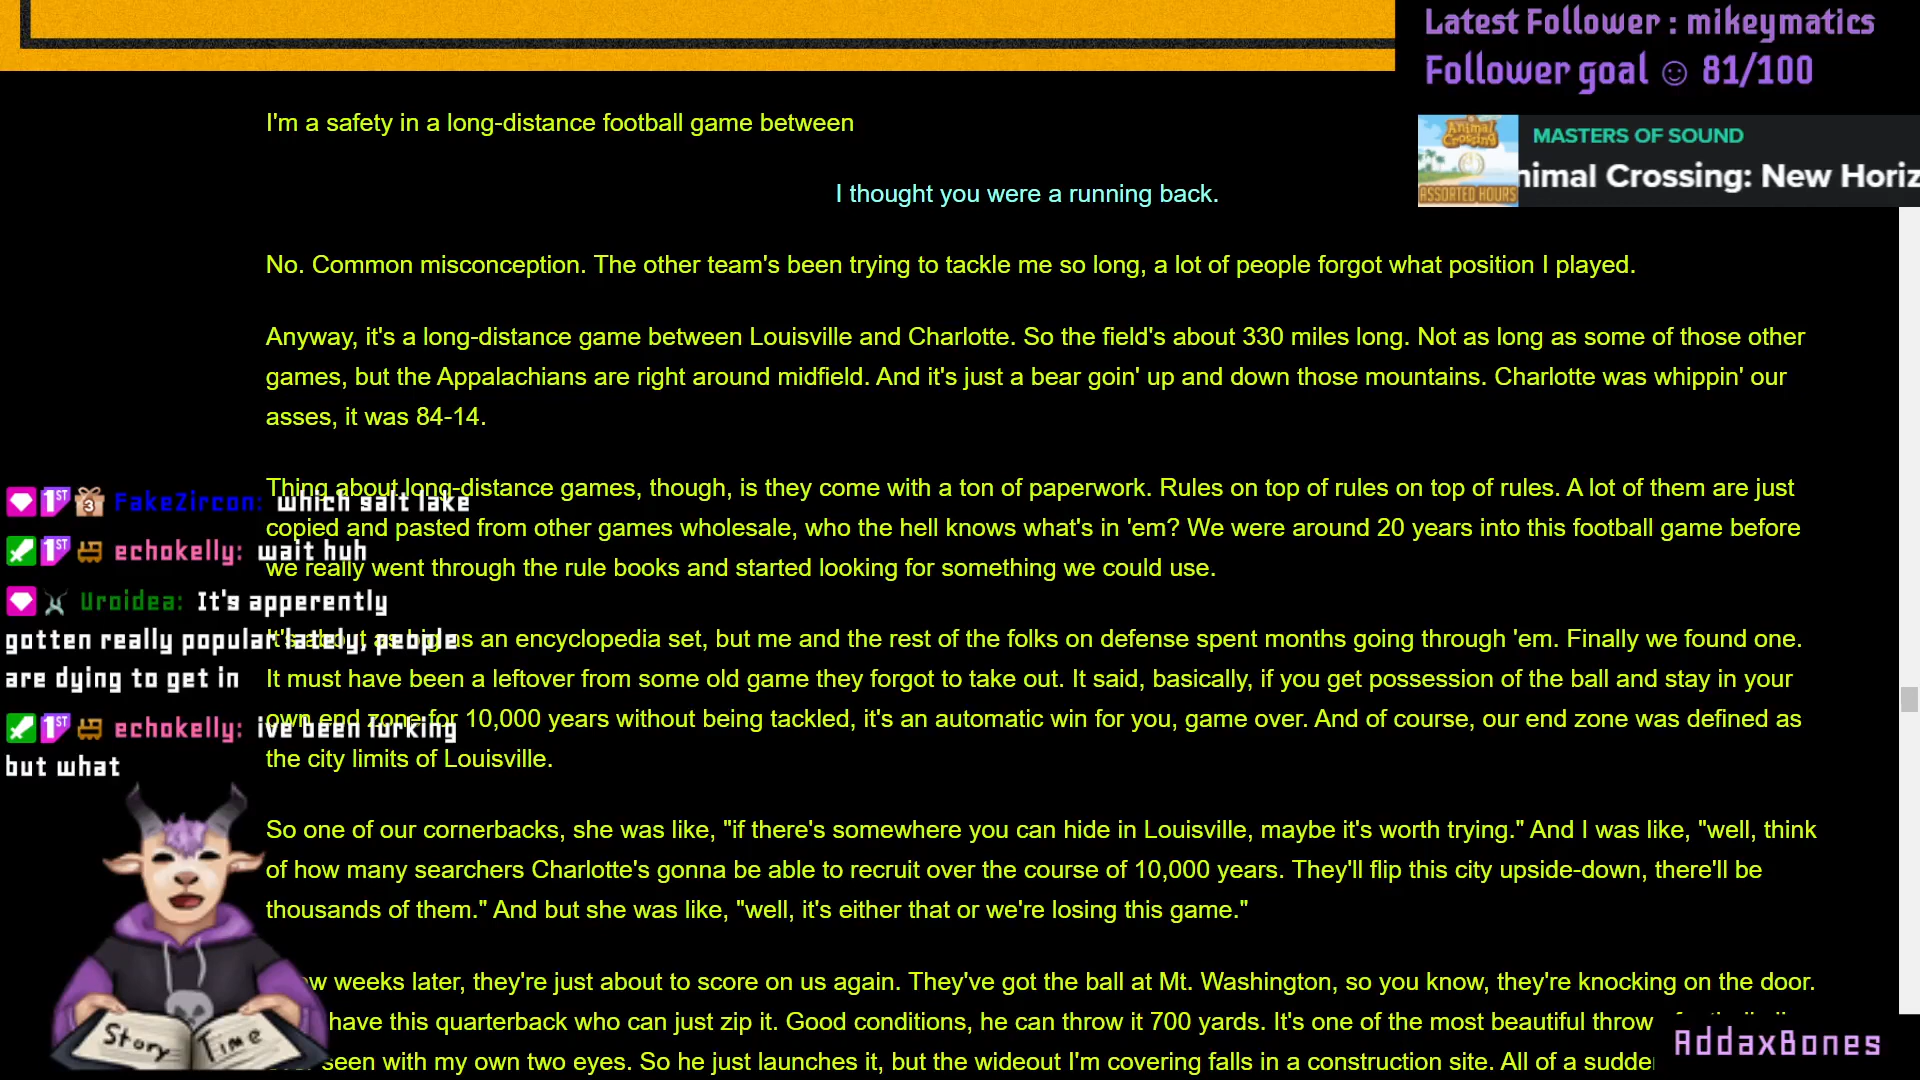 Latest Follower : mikeymatics
Follower goal ☺ 81/100
Animal Crossing
ASSORTED HOURS
MASTERS OF SOUND
nimal Crossing: New Horiz
I'm a safety in a long-distance football game between
I thought you were a running back.
No. Common misconception. The other team's been trying to tackle me so long, a lot of people forgot what position I played.
Anyway, it's a long-distance game between Louisville and Charlotte. So the field's about 330 miles long. Not as long as some of those other
games, but the Appalachians are right around midfield. And it's just a bear goin' up and down those mountains. Charlotte was whippin' our
asses, it was 84-14.
Thing about long-distance games, though, is they come with a ton of paperwork. Rules on top of rules on top of rules. A lot of them are just
copied and pasted from other games wholesale, who the hell knows what's in 'em? We were around 20 years into this football game before
we really went through the rule books and started looking for something we could use.
It's about as big as an encyclopedia set, but me and the rest of the folks on defense spent months going through 'em. Finally we found one.
It must have been a leftover from some old game they forgot to take out. It said, basically, if you get possession of the ball and stay in your
own end zone for 10,000 years without being tackled, it's an automatic win for you, game over. And of course, our end zone was defined as
the city limits of Louisville.
So one of our cornerbacks, she was like, "if there's somewhere you can hide in Louisville, maybe it's worth trying." And I was like, "well, think
of how many searchers Charlotte's gonna be able to recruit over the course of 10,000 years. They'll flip this city upside-down, there'll be
thousands of them." And but she was like, "well, it's either that or we're losing this game."
weeks later, they're just about to score on us again. They've got the ball at Mt. Washington, so you know, they're knocking on the door.
have this quarterback who can just zip it. Good conditions, he can throw it 700 yards. It's one of the most beautiful throw
seen with my own two eyes. So he just launches it, but the wideout I'm covering falls in a construction site. All of a sudde
1ST 3 FakeZircon: which salt lake
1ST echokelly: wait huh
Uroidea: It's apperently
gotten really popular lately, people
are dying to get in
1ST echokelly: ive been lurking
but what
Story Time
AddaxBones